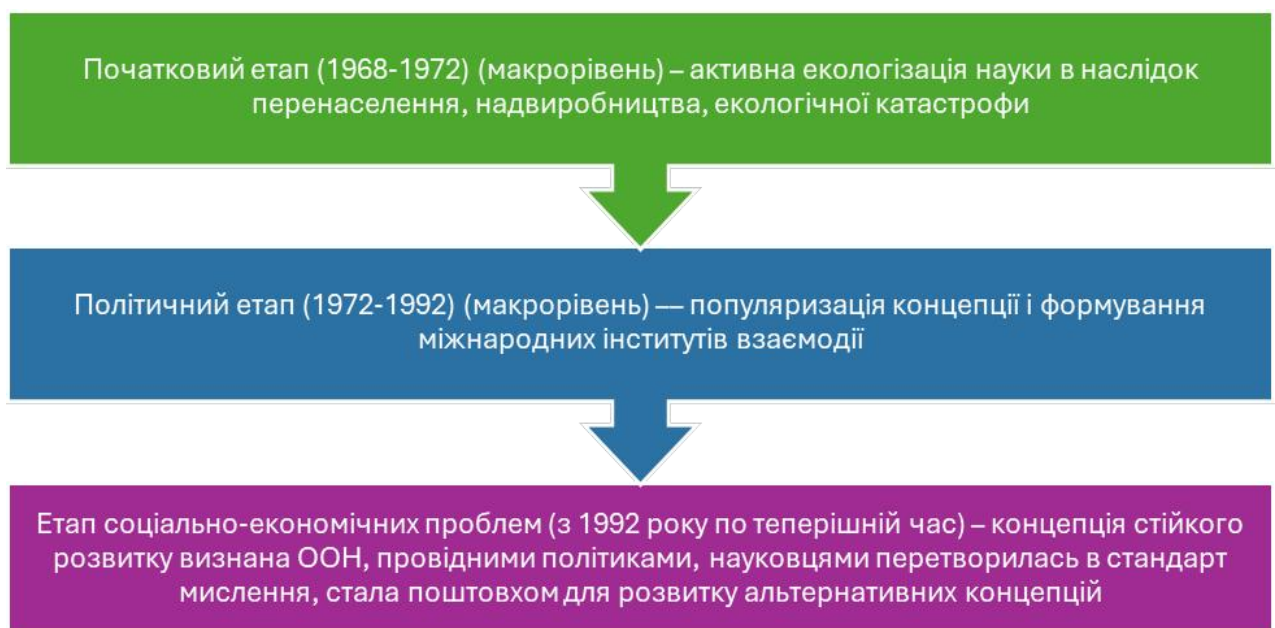 Початковий етап (1968-1972) (макрорівень) – активна екологізація науки в наслідок
перенаселення, надвиробництва, екологічної катастрофи
Політичний етап (1972-1992) (макрорівень) — популяризація концепції і формування
міжнародних інститутів взаємодії
Етап соціально-економічних проблем (з 1992 року по теперішній час) – концепція стійкого
розвитку визнана ООН, провідними політиками, науковцями перетворилась в стандарт
мислення, стала поштовхом для розвитку альтернативних концепцій